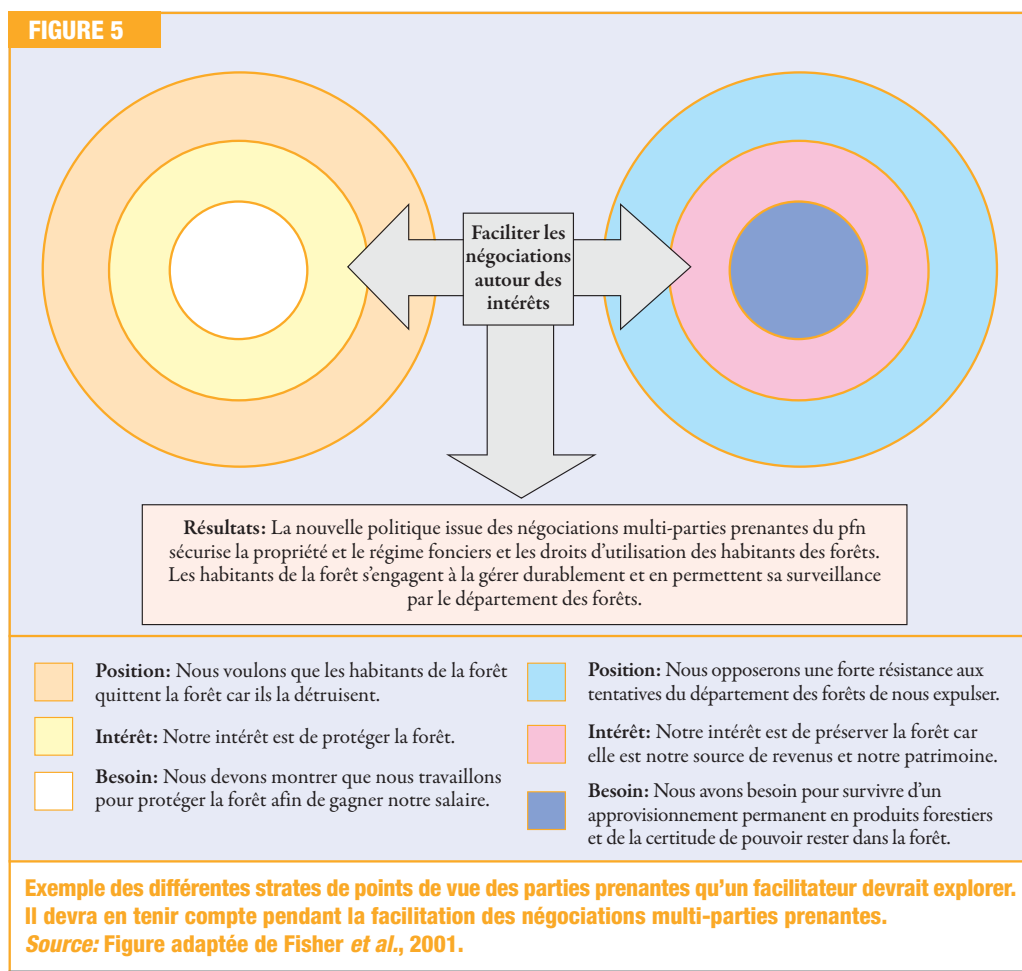 FIGURE 5
Faciliter les
négociations
autour des
intérêts
Résultats: La nouvelle politique issue des négociations multi-parties prenantes du pfn
sécurise la propriété et le régime fonciers et les droits d'utilisation des habitants des forêts.
Les habitants de la forêt s'engagent à la gérer durablement et en permettent sa surveillance
par le département des forêts.
Position: Nous voulons que les habitants de la forêt
quittent la forêt car ils la détruisent.
Intérêt: Notre intérêt est de protéger la forêt.
Besoin: Nous devons montrer que nous travaillons
pour protéger la forêt afin de gagner notre salaire.
Position: Nous opposerons une forte résistance aux
tentatives du département des forêts de nous expulser.
Intérêt: Notre intérêt est de préserver la forêt car
elle est notre source de revenus et notre patrimoine.
Besoin: Nous avons besoin pour survivre d'un
approvisionnement permanent en produits forestiers
et de la certitude de pouvoir rester dans la forêt.
Exemple des différentes strates de points de vue des parties prenantes qu'un facilitateur devrait explorer.
Il devra en tenir compte pendant la facilitation des négociations multi-parties prenantes.
Source: Figure adaptée de Fisher et al., 2001.